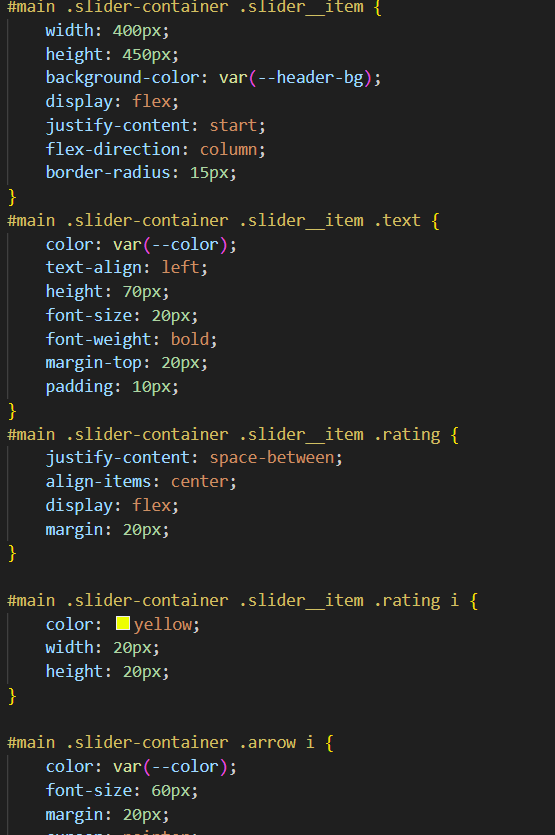 #main .slider-container .slider__item {
    width: 400px;
    height: 450px;
    background-color: var(--header-bg);
    display: flex;
    justify-content: start;
    flex-direction: column;
    border-radius: 15px;
}
#main .slider-container .slider__item .text {
    color: var(--color);
    text-align: left;
    height: 70px;
    font-size: 20px;
    font-weight: bold;
    margin-top: 20px;
    padding: 10px;
}
#main .slider-container .slider__item .rating {
    justify-content: space-between;
    align-items: center;
    display: flex;
    margin: 20px;
}

#main .slider-container .slider__item .rating i {
    color: yellow;
    width: 20px;
    height: 20px;
}

#main .slider-container .arrow i {
    color: var(--color);
    font-size: 60px;
    margin: 20px;